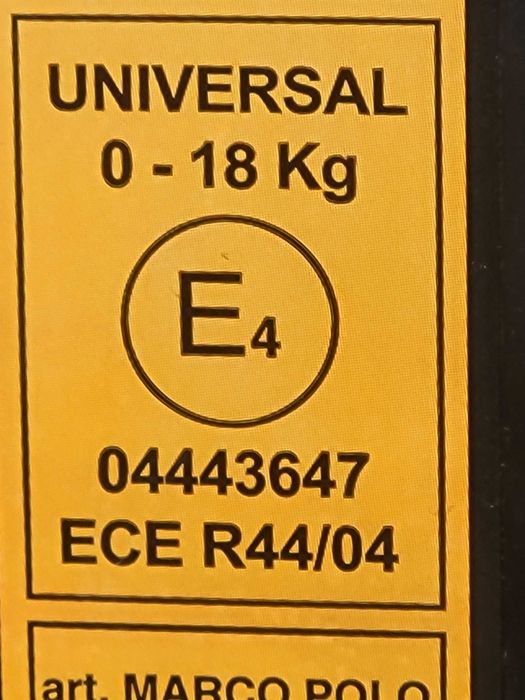 UNIVERSAL
0 - 18 Kg
E4
04443647
ECE R44/04
art. MARCO POLO